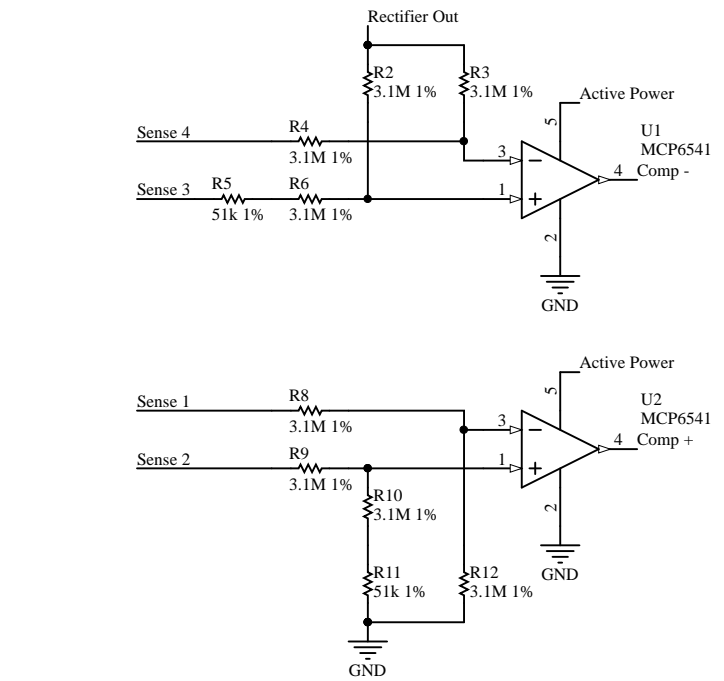 Rectifier Out
R2
3.1M 1%
R3
3.1M 1%
Active Power
5
U1
MCP6541
Sense 4
R4
3.1M 1%
3
4
Comp -
Sense 3
R5
51k 1%
R6
3.1M 1%
1
2
GND
Active Power
5
U2
MCP6541
Sense 1
R8
3.1M 1%
3
4
Comp +
Sense 2
R9
3.1M 1%
1
R10
3.1M 1%
2
GND
R11
51k 1%
R12
3.1M 1%
GND